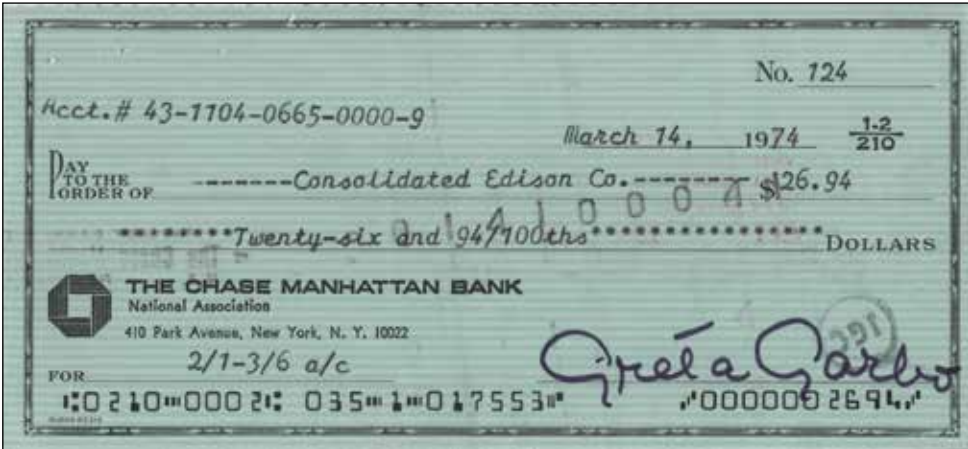 No. 124
Acct.# 43-1104-0665-0000-9
March 14, 1974 1-2/210
PAY TO THE ORDER OF -------Consolidated Edison Co.-------- $26.94
********Twenty-six and 94/100ths**************** DOLLARS
THE CHASE MANHATTAN BANK
National Association
410 Park Avenue, New York, N. Y. 10022
FOR 2/1-3/6 a/c
Greta Garbo
⑆0210⑉0002⑆ 035⑉1⑉017553⑈ ⑇0000002694⑇